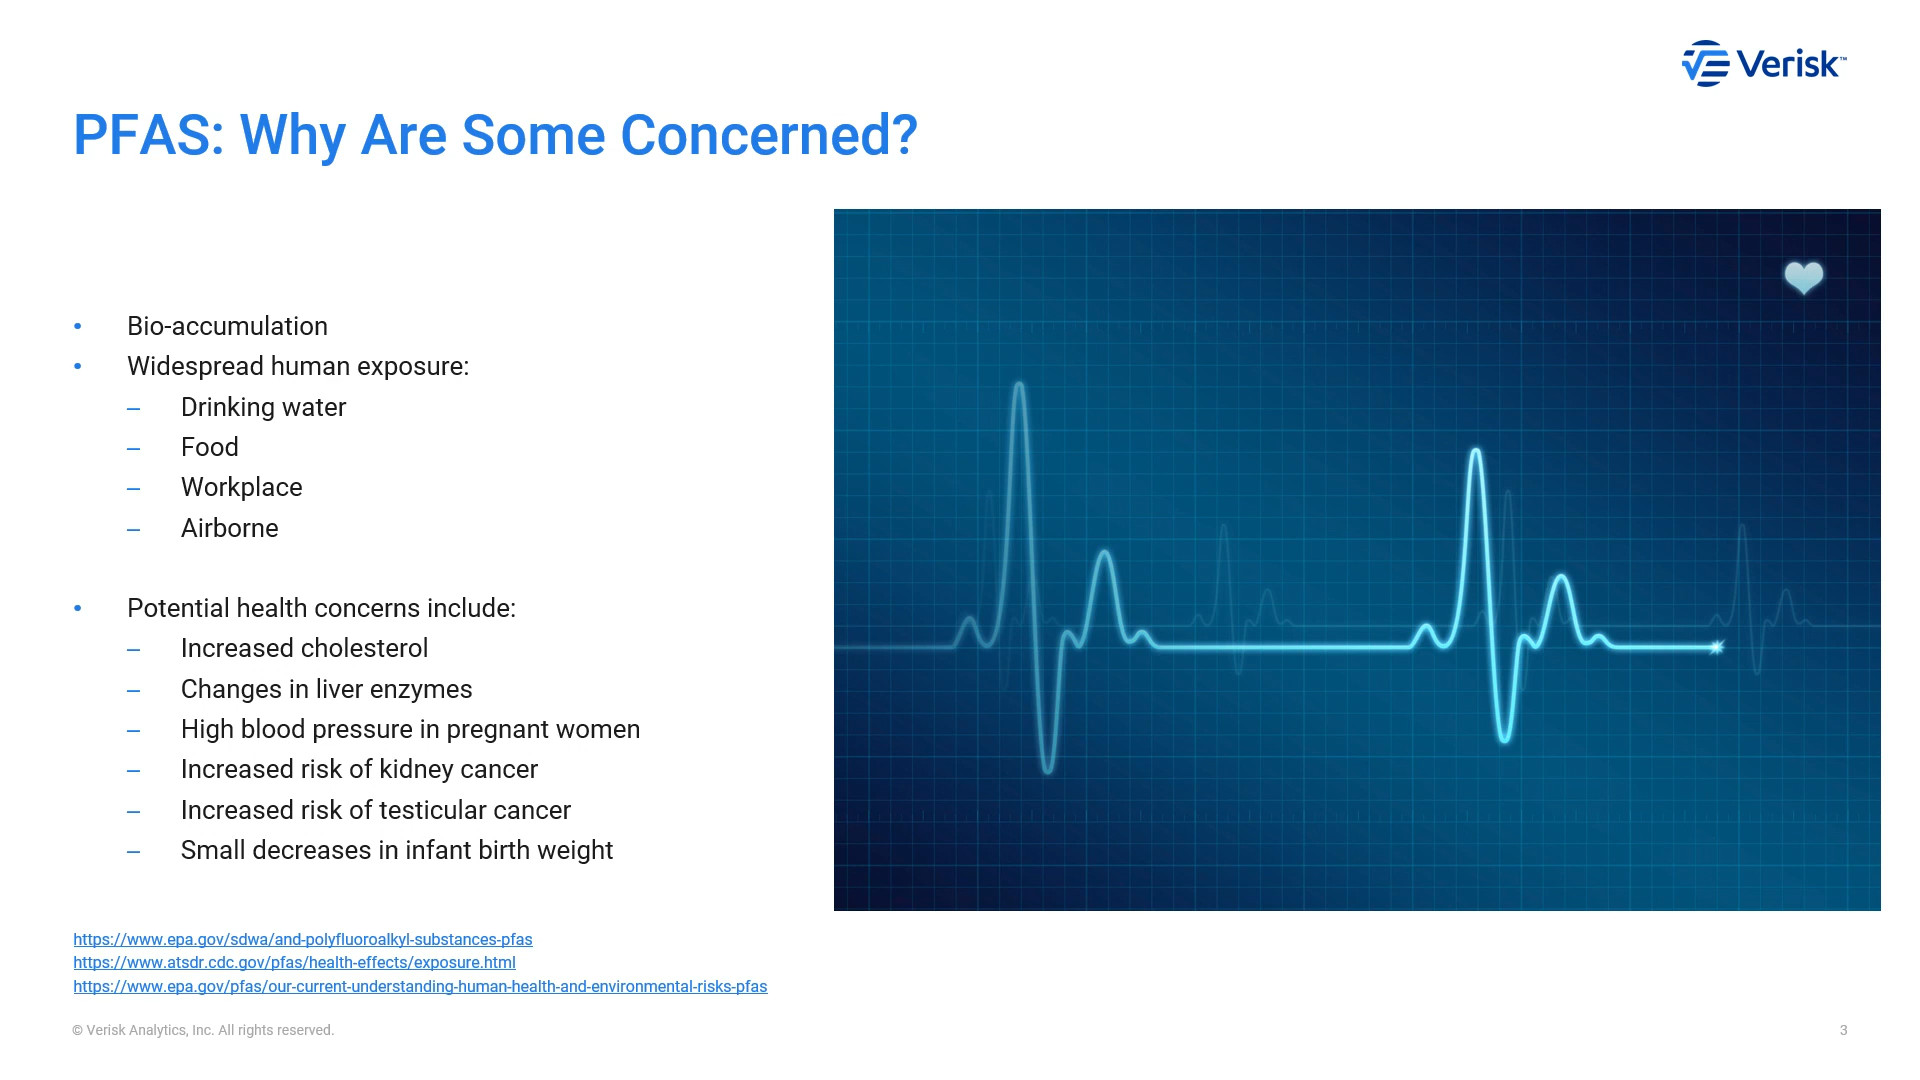 Verisk™
PFAS: Why Are Some Concerned?
• Bio-accumulation
• Widespread human exposure:
– Drinking water
– Food
– Workplace
– Airborne
• Potential health concerns include:
– Increased cholesterol
– Changes in liver enzymes
– High blood pressure in pregnant women
– Increased risk of kidney cancer
– Increased risk of testicular cancer
– Small decreases in infant birth weight
https://www.epa.gov/sdwa/and-polyfluoroalkyl-substances-pfas
https://www.atsdr.cdc.gov/pfas/health-effects/exposure.html
https://www.epa.gov/pfas/our-current-understanding-human-health-and-environmental-risks-pfas
© Verisk Analytics, Inc. All rights reserved.
3